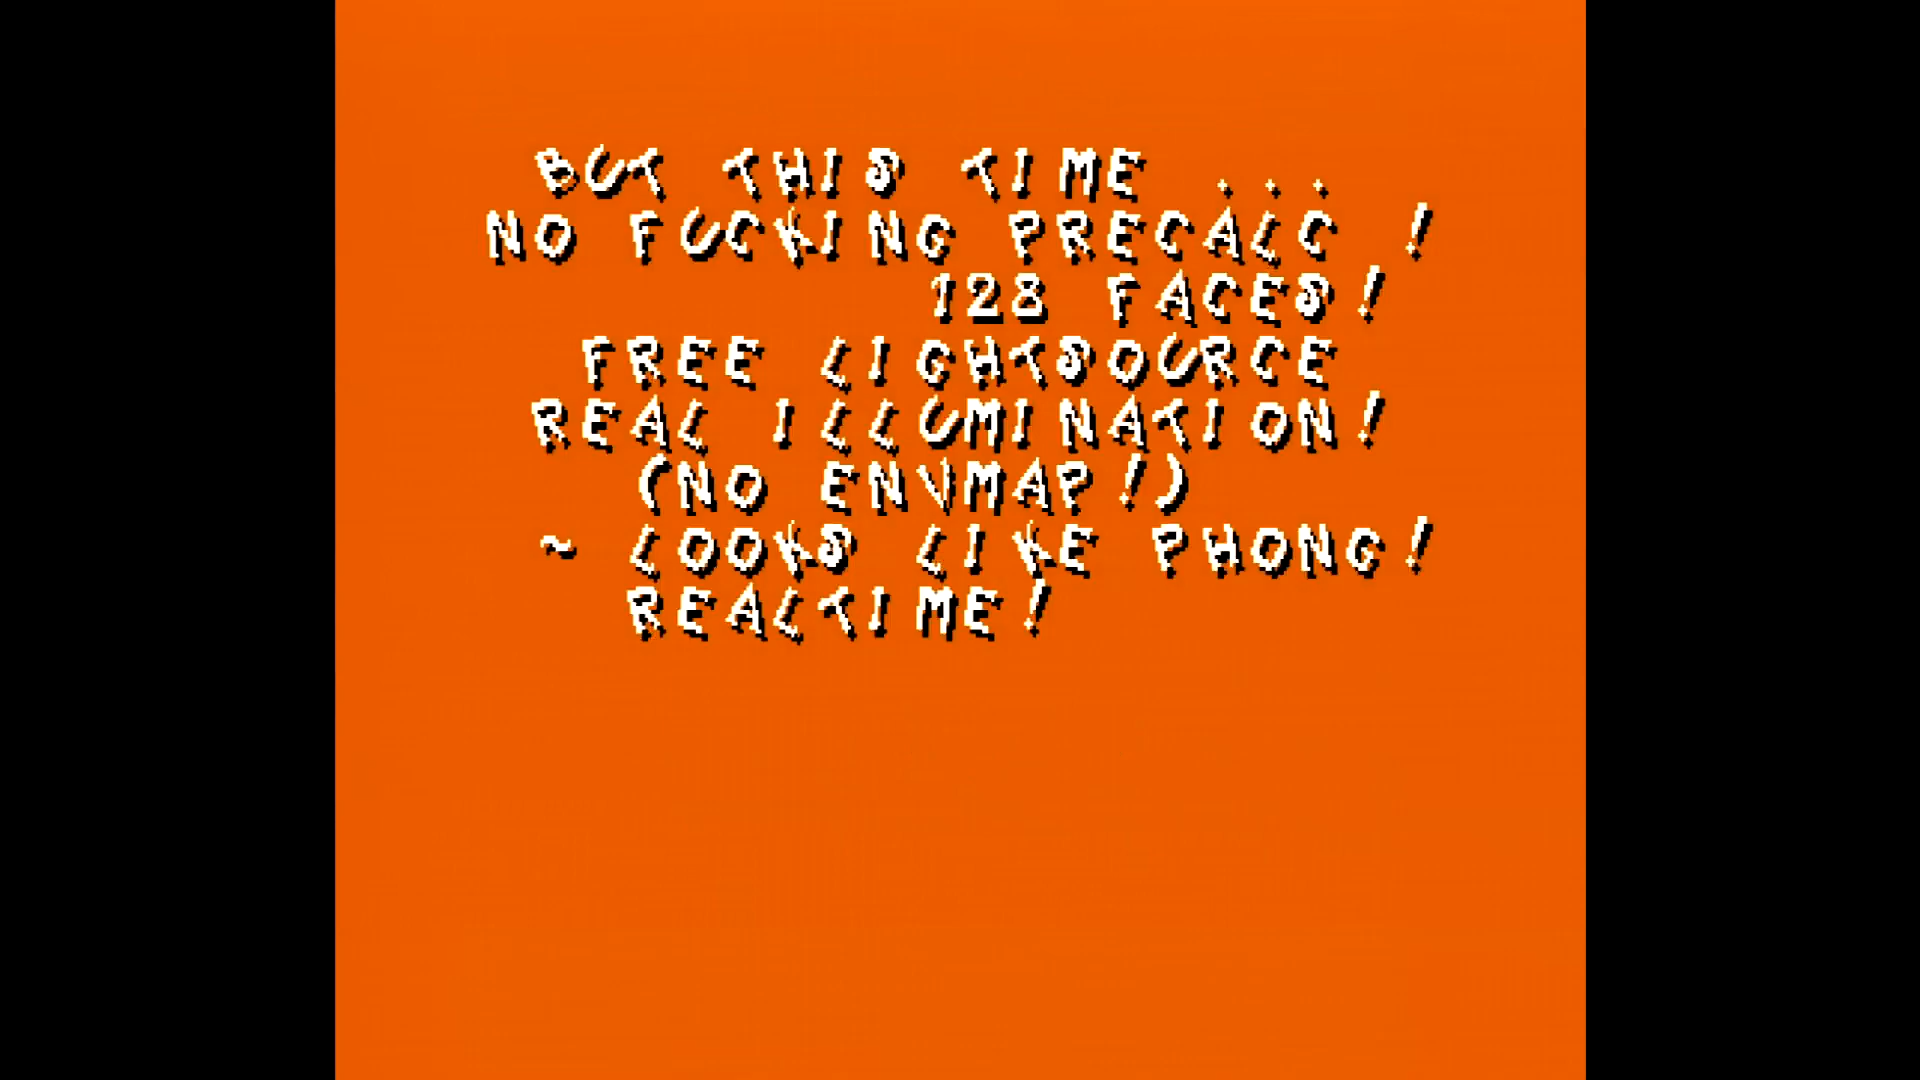 BUT THIS TIME ...
NO FUCKING PRECALC !
128 FACES!
FREE LIGHTSOURCE
REAL ILLUMINATION!
(NO ENVMAP!)
~ LOOKS LIKE PHONG!
REALTIME!